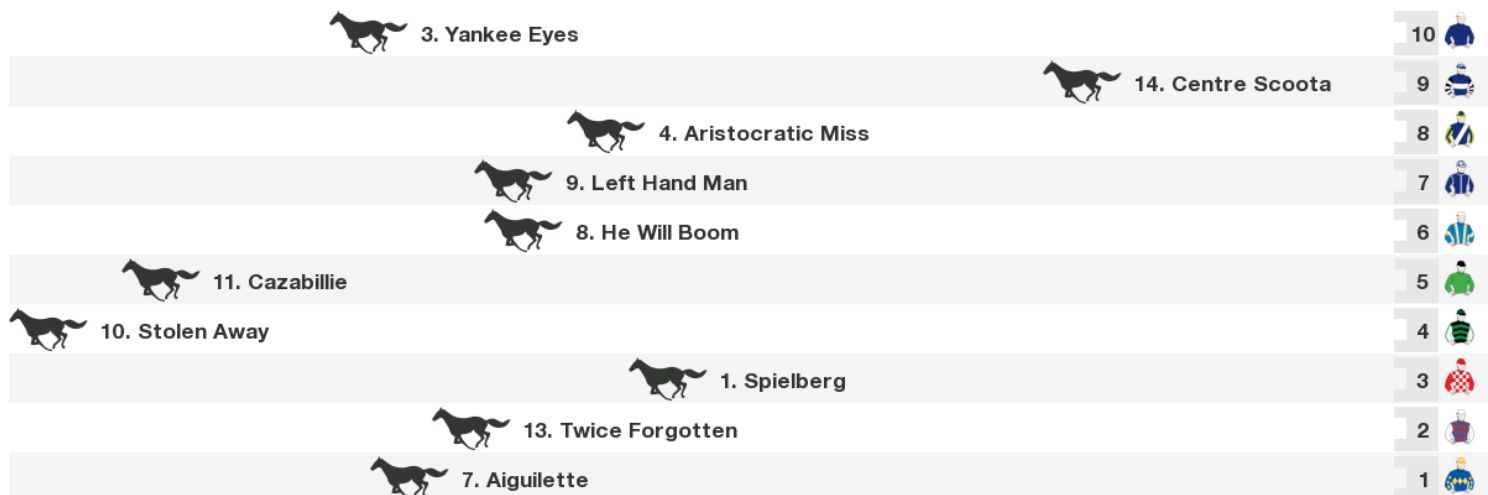 3. Yankee Eyes 10
14. Centre Scoota 9
4. Aristocratic Miss 8
9. Left Hand Man 7
8. He Will Boom 6
11. Cazabillie 5
10. Stolen Away 4
1. Spielberg 3
13. Twice Forgotten 2
7. Aiguilette 1